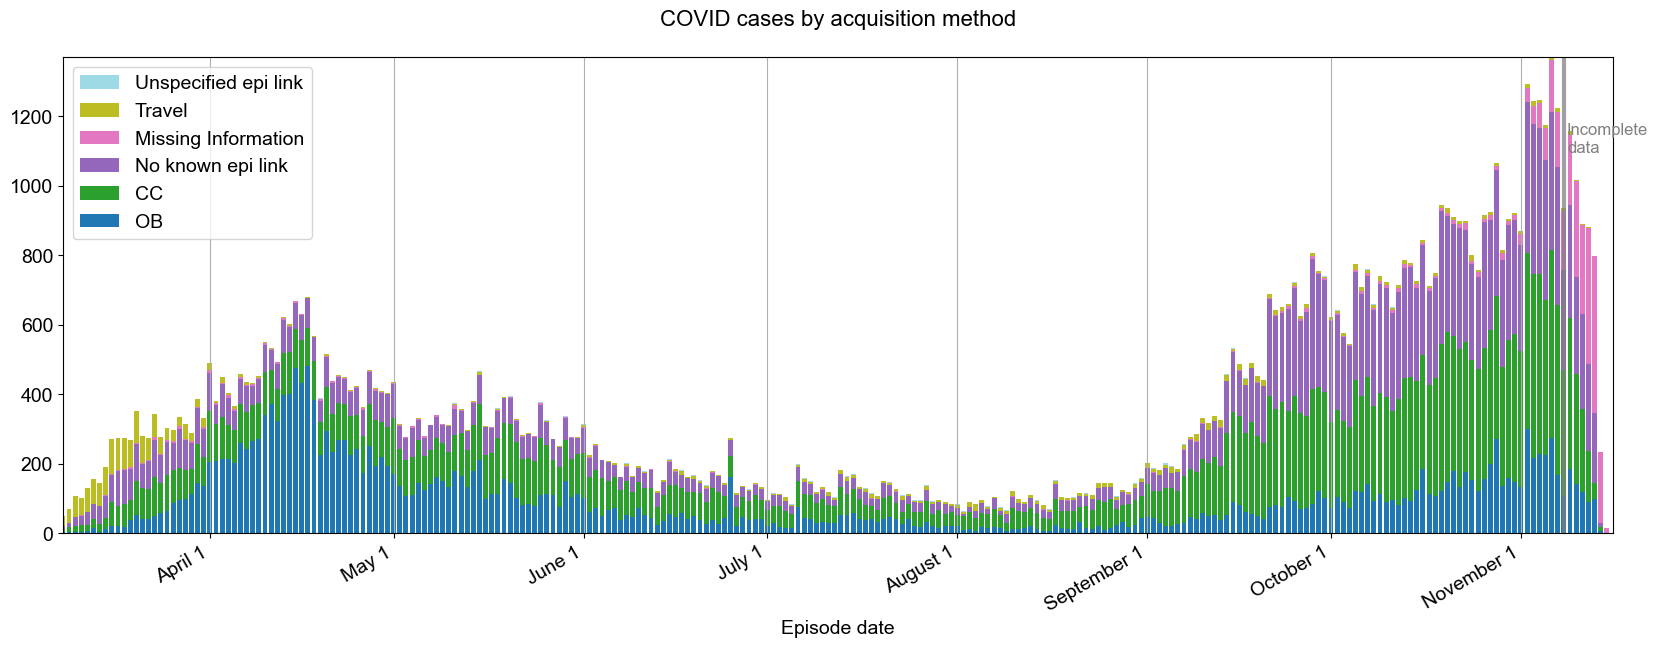 COVID cases by acquisition method
Unspecified epi link
Travel
Missing Information
No known epi link
CC
OB
1200
1000
800
600
400
200
0
Incomplete
data
April 1
May 1
June 1
July 1
August 1
September 1
October 1
November 1
Episode date